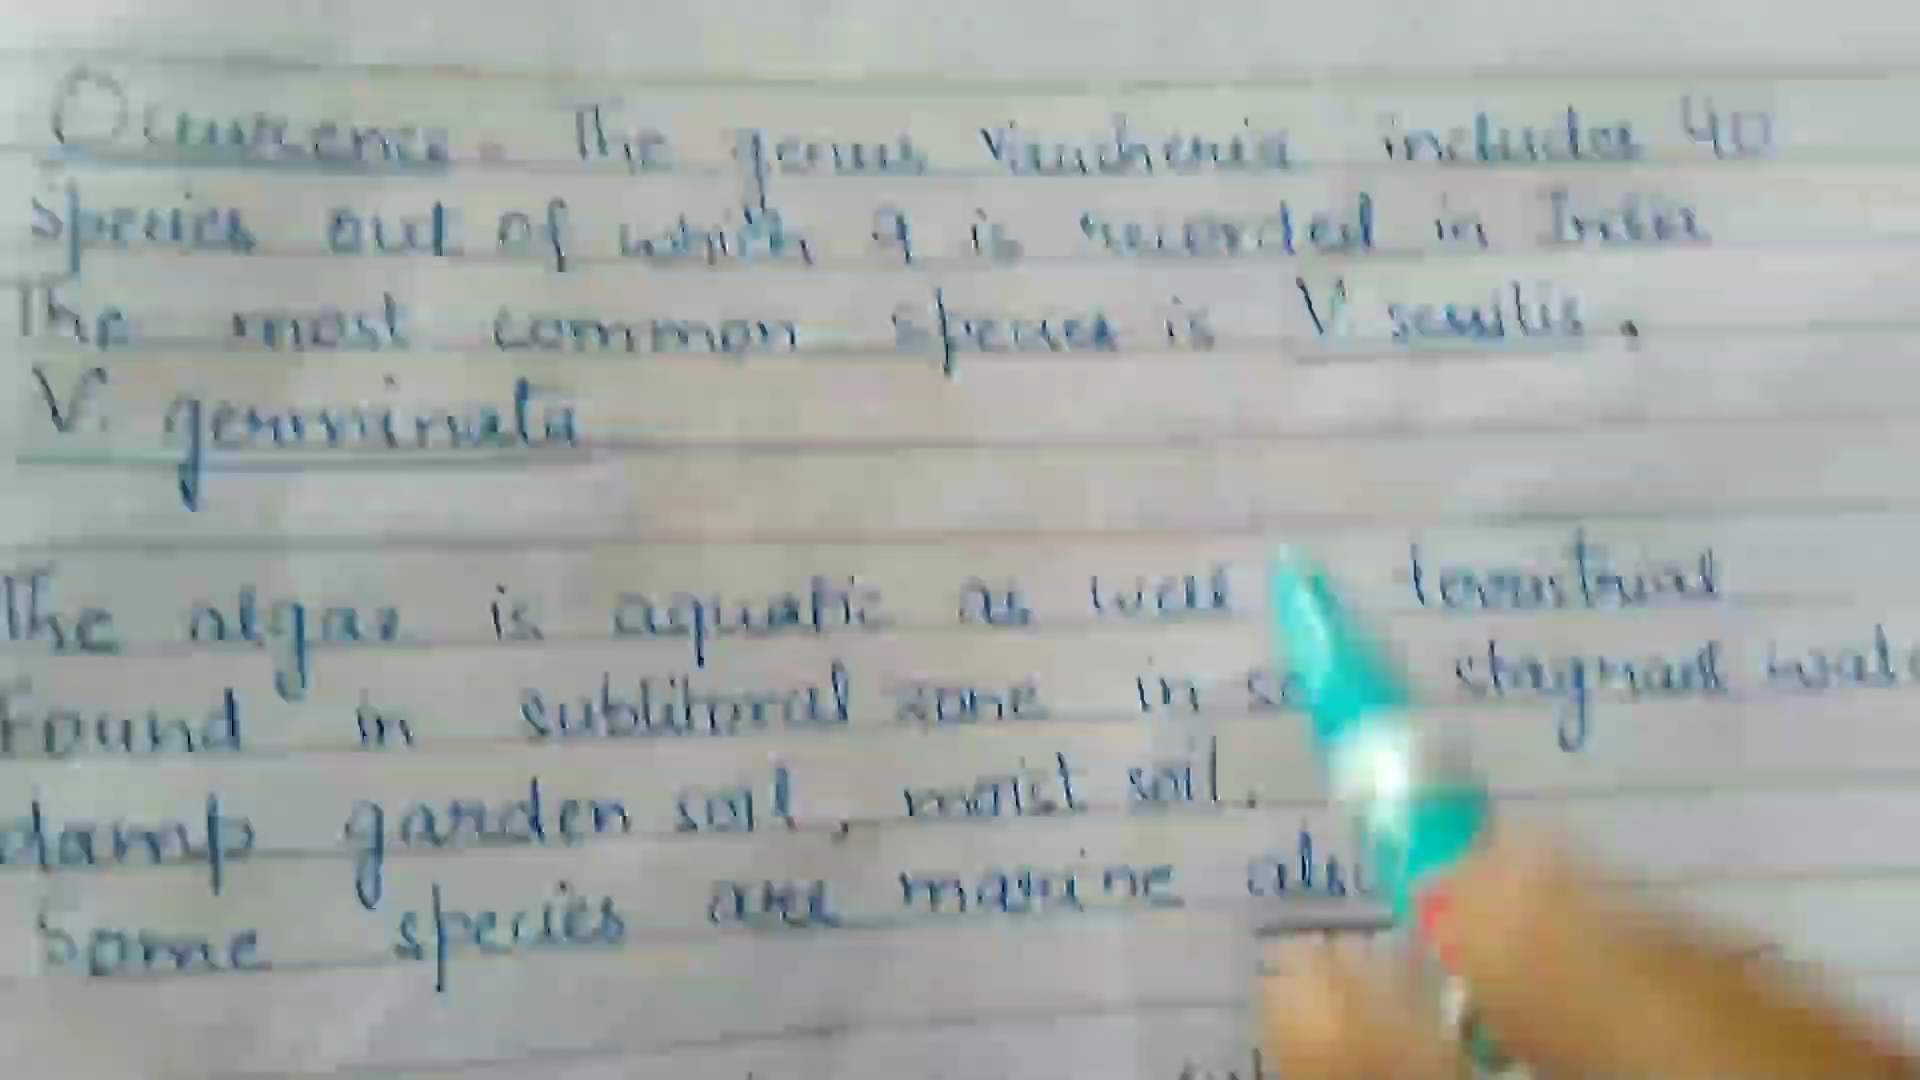 Occurrence. The genus Vaucheria includes 40
species out of which 9 is recorded in India
The most common species is V. sessilis.
V. geminata
The algae is aquatic as well terrestrial
Found in sublittoral zone in stagnant
damp garden soil, moist soil.
Some species are marine also